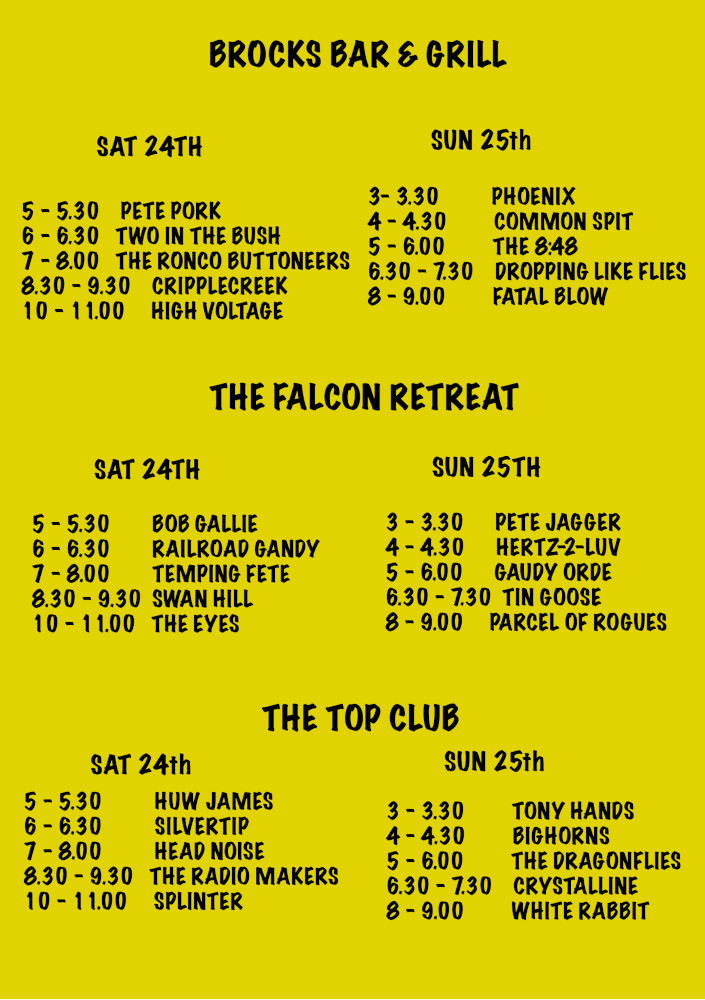 BROCKS BAR & GRILL
SAT 24TH
5 - 5.30 PETE PORK
6 - 6.30 TWO IN THE BUSH
7 - 8.00 THE RONCO BUTTONEERS
8.30 - 9.30 CRIPPLECREEK
10 - 11.00 HIGH VOLTAGE
SUN 25th
3- 3.30 PHOENIX
4 - 4.30 COMMON SPIT
5 - 6.00 THE 8:48
6.30 - 7.30 DROPPING LIKE FLIES
8 - 9.00 FATAL BLOW
THE FALCON RETREAT
SAT 24TH
5 - 5.30 BOB GALLIE
6 - 6.30 RAILROAD GANDY
7 - 8.00 TEMPING FETE
8.30 - 9.30 SWAN HILL
10 - 11.00 THE EYES
SUN 25TH
3 - 3.30 PETE JAGGER
4 - 4.30 HERTZ-2-LUV
5 - 6.00 GAUDY ORDE
6.30 - 7.30 TIN GOOSE
8 - 9.00 PARCEL OF ROGUES
THE TOP CLUB
SAT 24th
5 - 5.30 HUW JAMES
6 - 6.30 SILVERTIP
7 - 8.00 HEAD NOISE
8.30 - 9.30 THE RADIO MAKERS
10 - 11.00 SPLINTER
SUN 25th
3 - 3.30 TONY HANDS
4 - 4.30 BIGHORNS
5 - 6.00 THE DRAGONFLIES
6.30 - 7.30 CRYSTALLINE
8 - 9.00 WHITE RABBIT